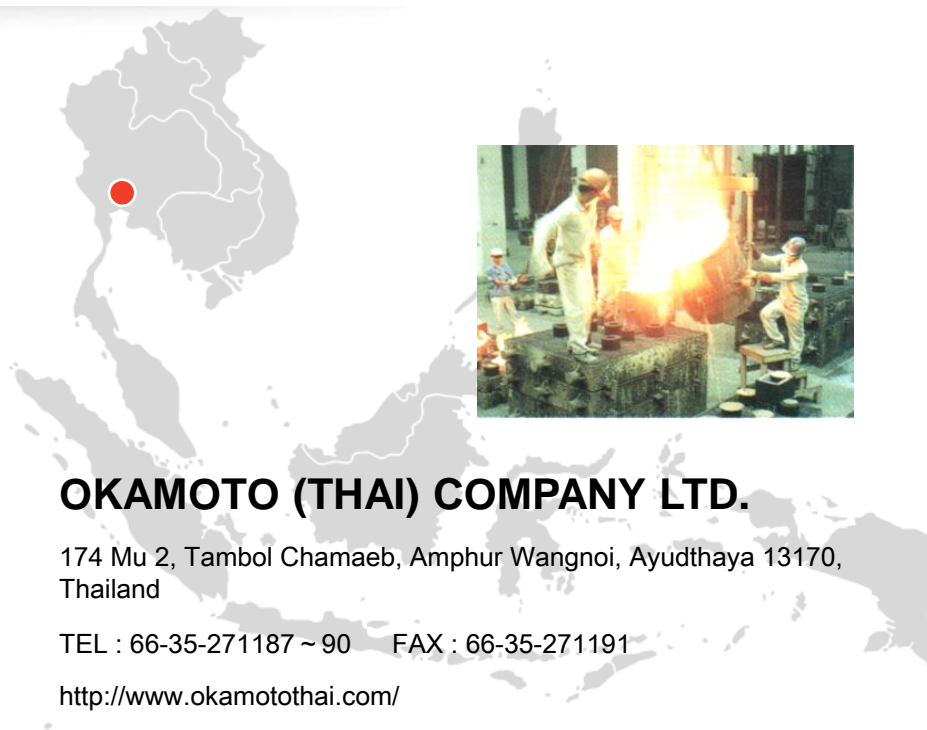 OKAMOTO (THAI) COMPANY LTD.
174 Mu 2, Tambol Chamaeb, Amphur Wangnoi, Ayudthaya 13170,
Thailand
TEL : 66-35-271187 ~ 90 FAX : 66-35-271191
http://www.okamotothai.com/